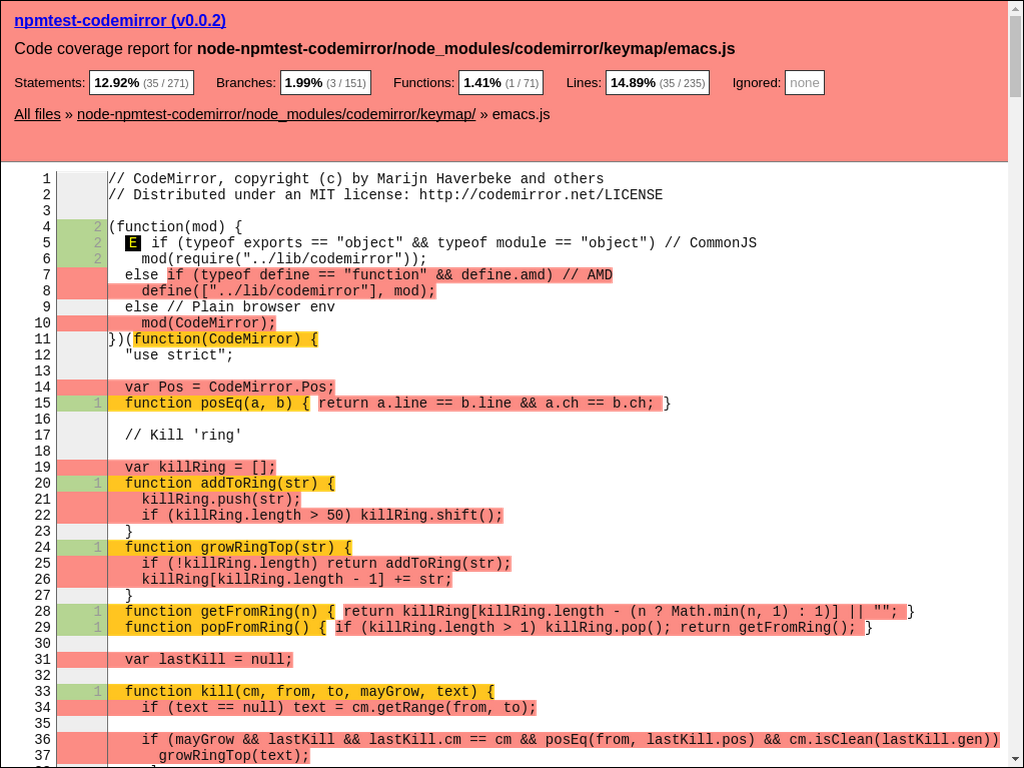 npmtest-codemirror (v0.0.2)
Code coverage report for node-npmtest-codemirror/node_modules/codemirror/keymap/emacs.js
Statements: 12.92% (35 / 271) Branches: 1.99% (3 / 151) Functions: 1.41% (1 / 71) Lines: 14.89% (35 / 235) Ignored: none
All files » node-npmtest-codemirror/node_modules/codemirror/keymap/ » emacs.js
1 // CodeMirror, copyright (c) by Marijn Haverbeke and others
2 // Distributed under an MIT license: http://codemirror.net/LICENSE
3
4 2 (function(mod) {
5 2 E if (typeof exports == "object" && typeof module == "object") // CommonJS
6 2 mod(require("../lib/codemirror"));
7 else if (typeof define == "function" && define.amd) // AMD
8 define(["../lib/codemirror"], mod);
9 else // Plain browser env
10 mod(CodeMirror);
11 })(function(CodeMirror) {
12 "use strict";
13
14 var Pos = CodeMirror.Pos;
15 1 function posEq(a, b) { return a.line == b.line && a.ch == b.ch; }
16
17 // Kill 'ring'
18
19 var killRing = [];
20 1 function addToRing(str) {
21 killRing.push(str);
22 if (killRing.length > 50) killRing.shift();
23 }
24 1 function growRingTop(str) {
25 if (!killRing.length) return addToRing(str);
26 killRing[killRing.length - 1] += str;
27 }
28 1 function getFromRing(n) { return killRing[killRing.length - (n ? Math.min(n, 1) : 1)] || ""; }
29 1 function popFromRing() { if (killRing.length > 1) killRing.pop(); return getFromRing(); }
30
31 var lastKill = null;
32
33 1 function kill(cm, from, to, mayGrow, text) {
34 if (text == null) text = cm.getRange(from, to);
35
36 if (mayGrow && lastKill && lastKill.cm == cm && posEq(from, lastKill.pos) && cm.isClean(lastKill.gen))
37 growRingTop(text);